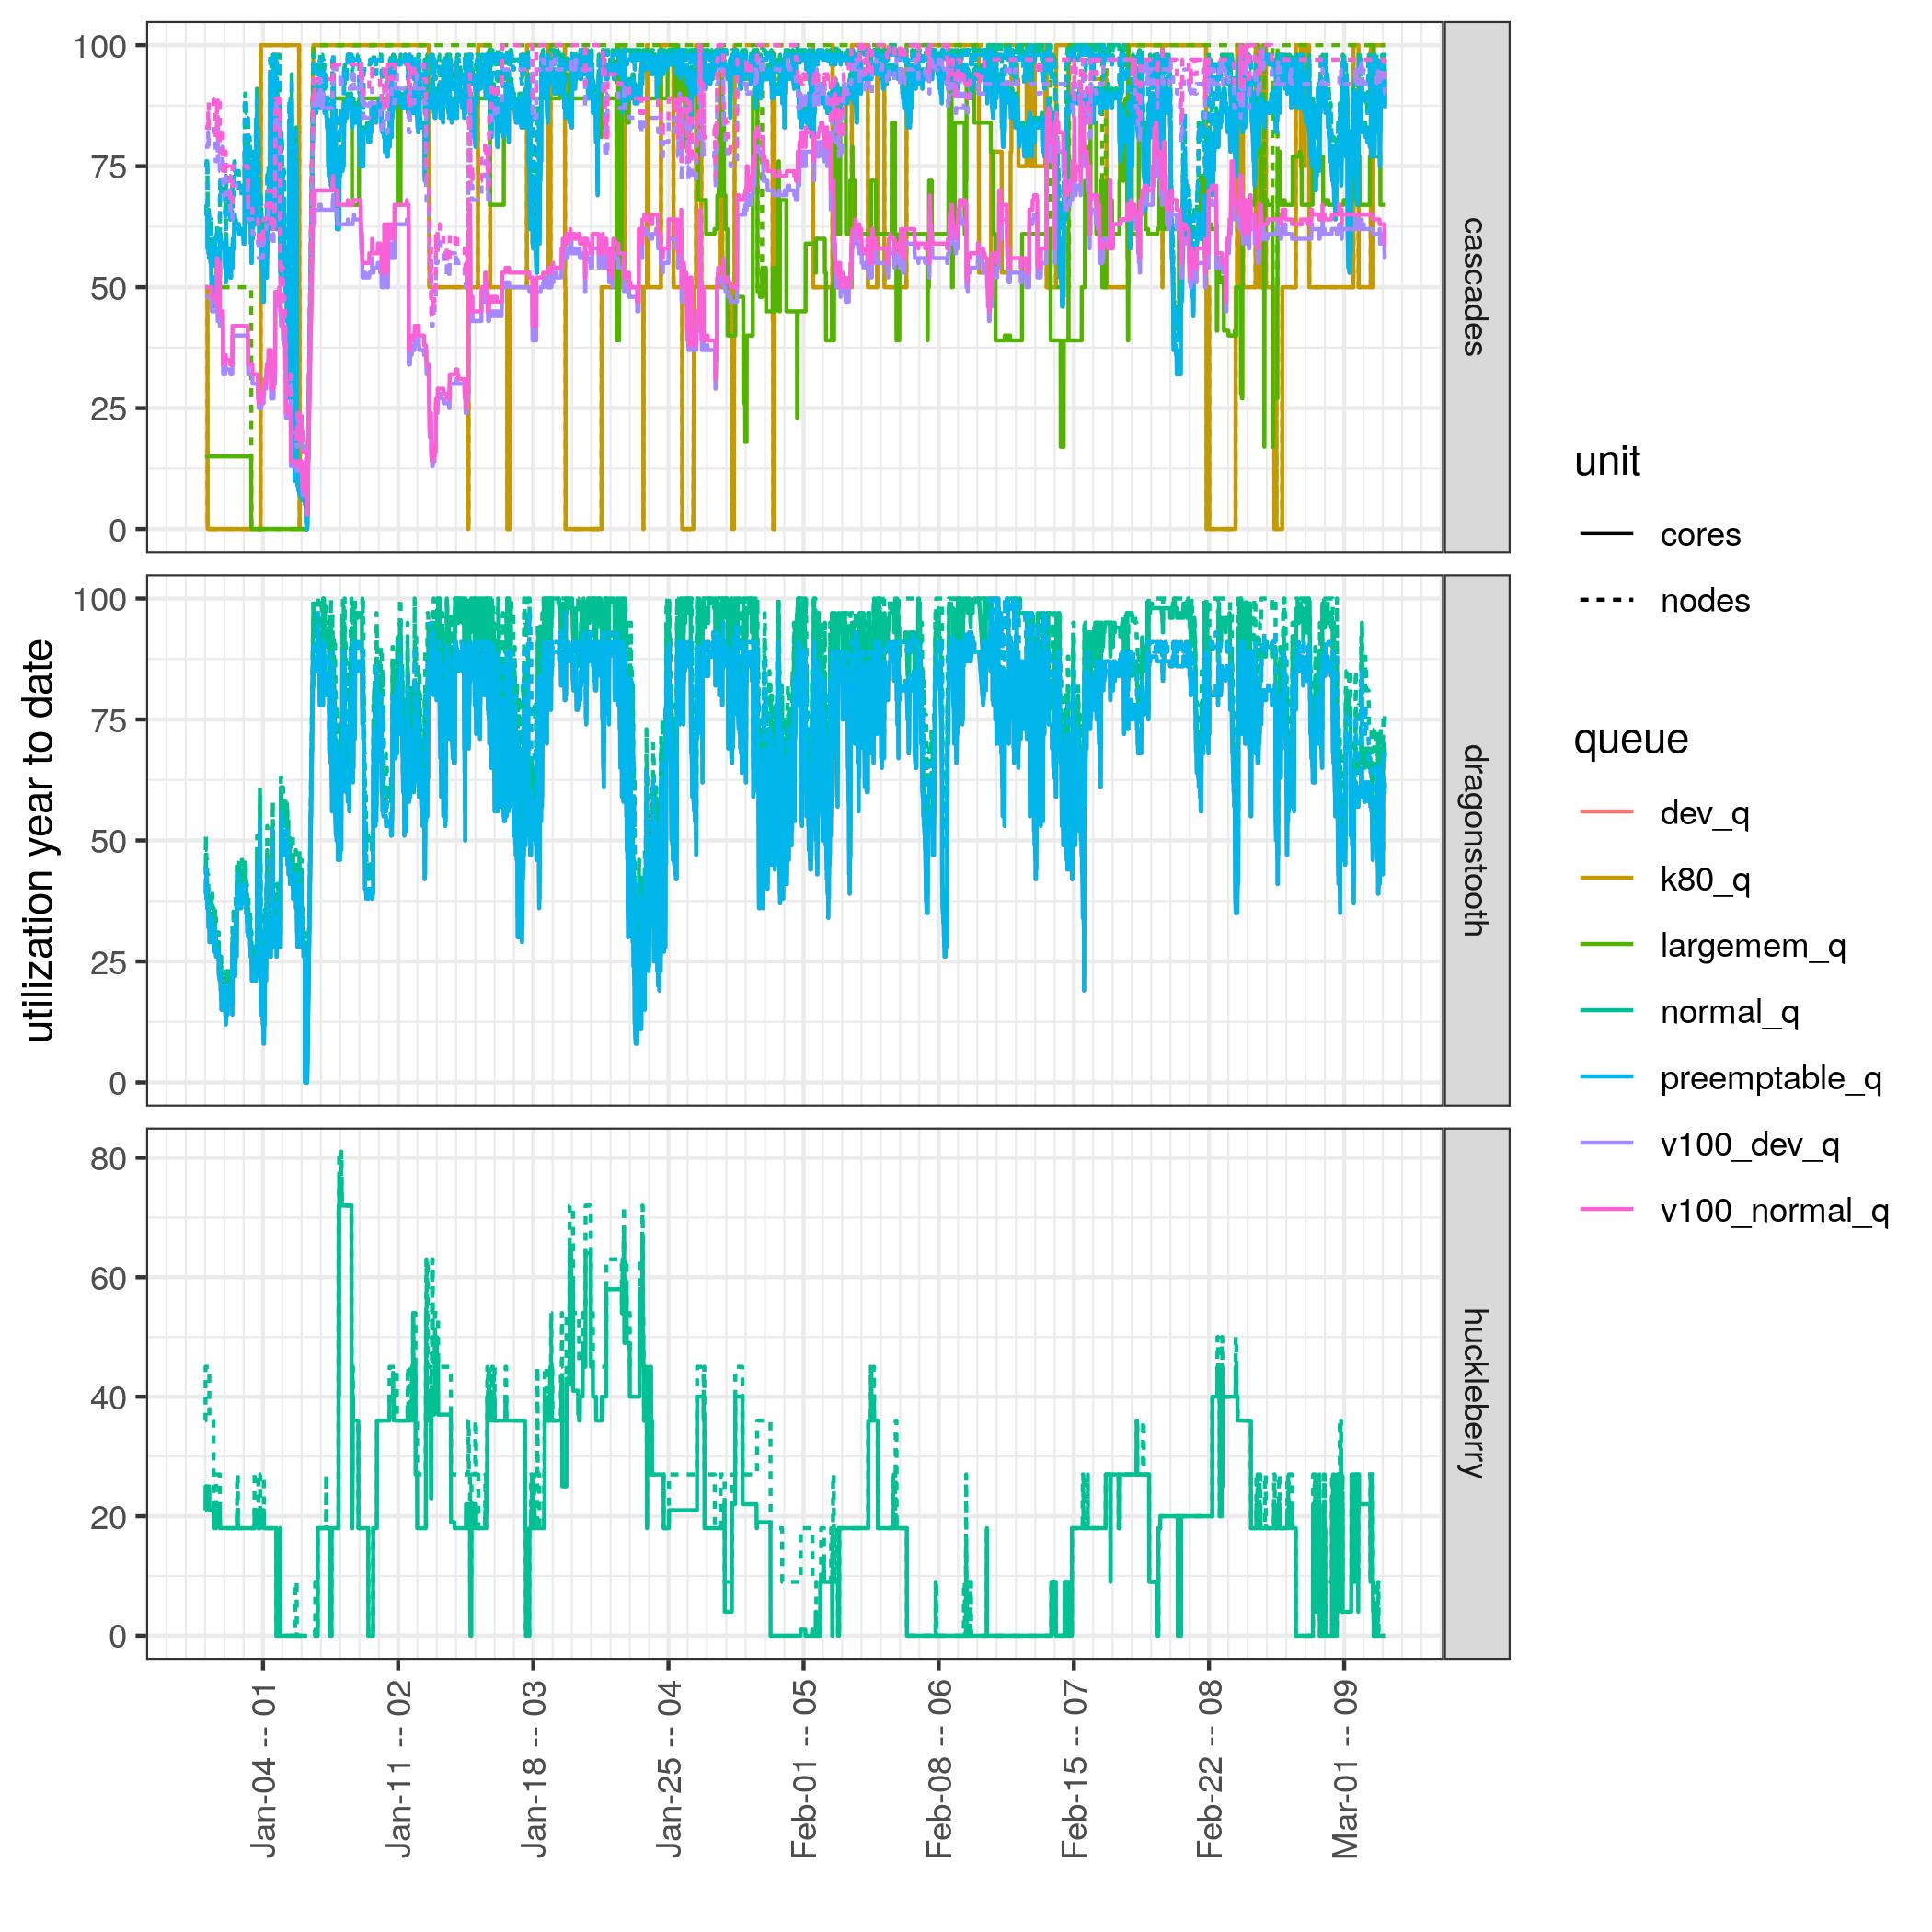 utilization year to date
100
75
50
25
0
cascades
100
75
50
25
0
dragonstooth
80
60
40
20
0
huckleberry
Jan-04 -- 01
Jan-11 -- 02
Jan-18 -- 03
Jan-25 -- 04
Feb-01 -- 05
Feb-08 -- 06
Feb-15 -- 07
Feb-22 -- 08
Mar-01 -- 09
unit
cores
nodes
queue
dev_q
k80_q
largemem_q
normal_q
preemptable_q
v100_dev_q
v100_normal_q